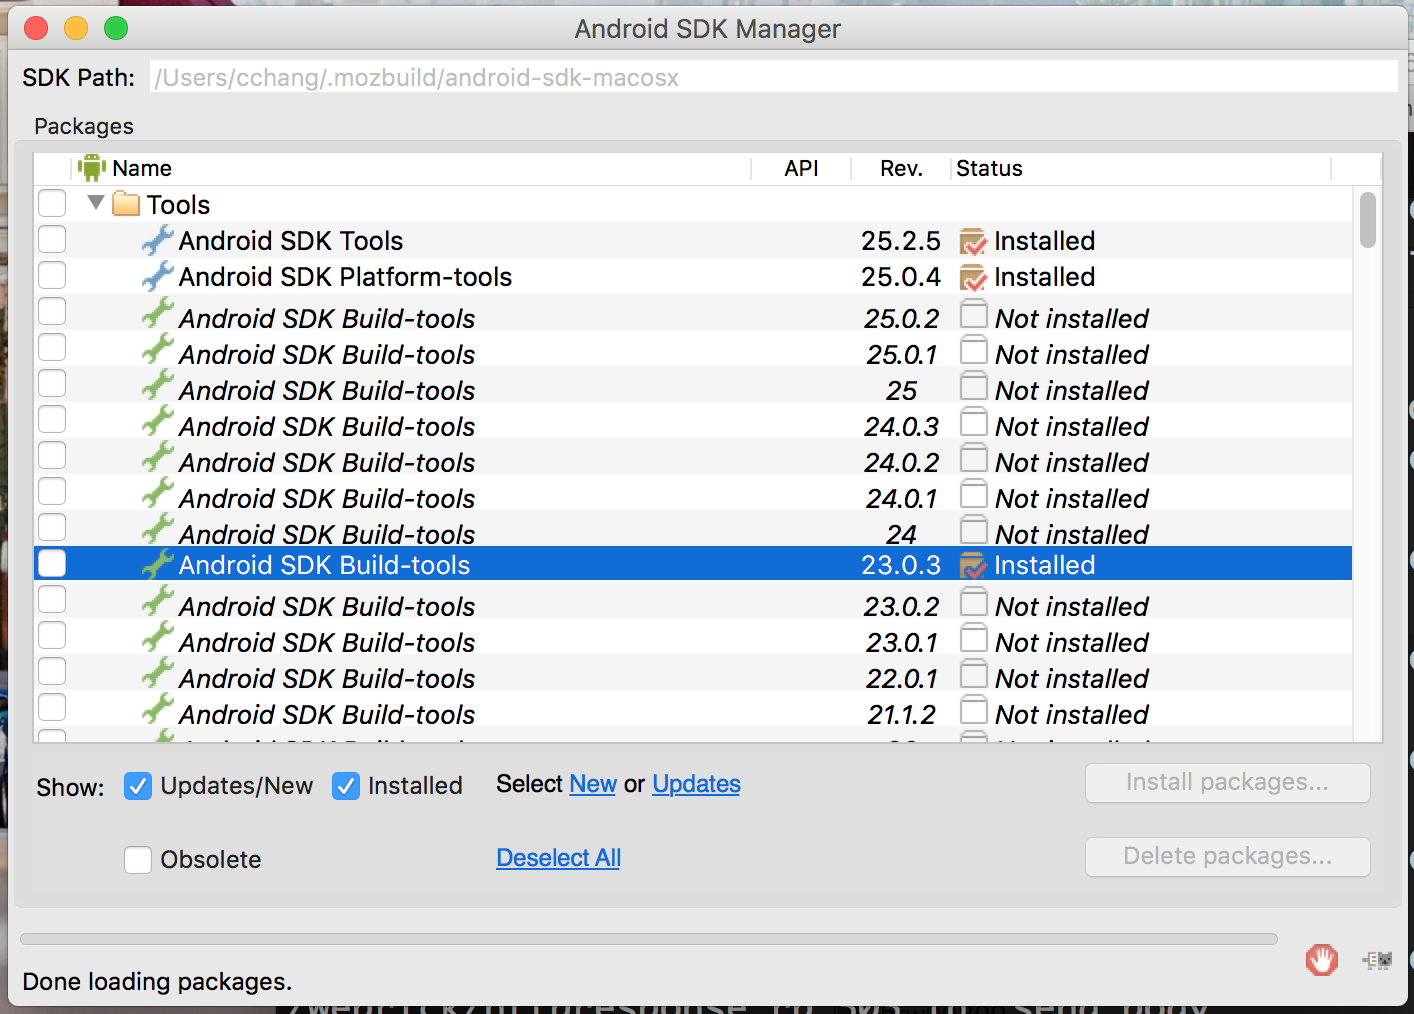 Android SDK Manager
SDK Path: /Users/cchang/.mozbuild/android-sdk-macosx
Packages
Name API Rev. Status
Tools
Android SDK Tools 25.2.5 Installed
Android SDK Platform-tools 25.0.4 Installed
Android SDK Build-tools 25.0.2 Not installed
Android SDK Build-tools 25.0.1 Not installed
Android SDK Build-tools 25 Not installed
Android SDK Build-tools 24.0.3 Not installed
Android SDK Build-tools 24.0.2 Not installed
Android SDK Build-tools 24.0.1 Not installed
Android SDK Build-tools 24 Not installed
Android SDK Build-tools 23.0.3 Installed
Android SDK Build-tools 23.0.2 Not installed
Android SDK Build-tools 23.0.1 Not installed
Android SDK Build-tools 22.0.1 Not installed
Android SDK Build-tools 21.1.2 Not installed
Show: Updates/New Installed Select New or Updates Install packages...
Obsolete Deselect All Delete packages...
Done loading packages.